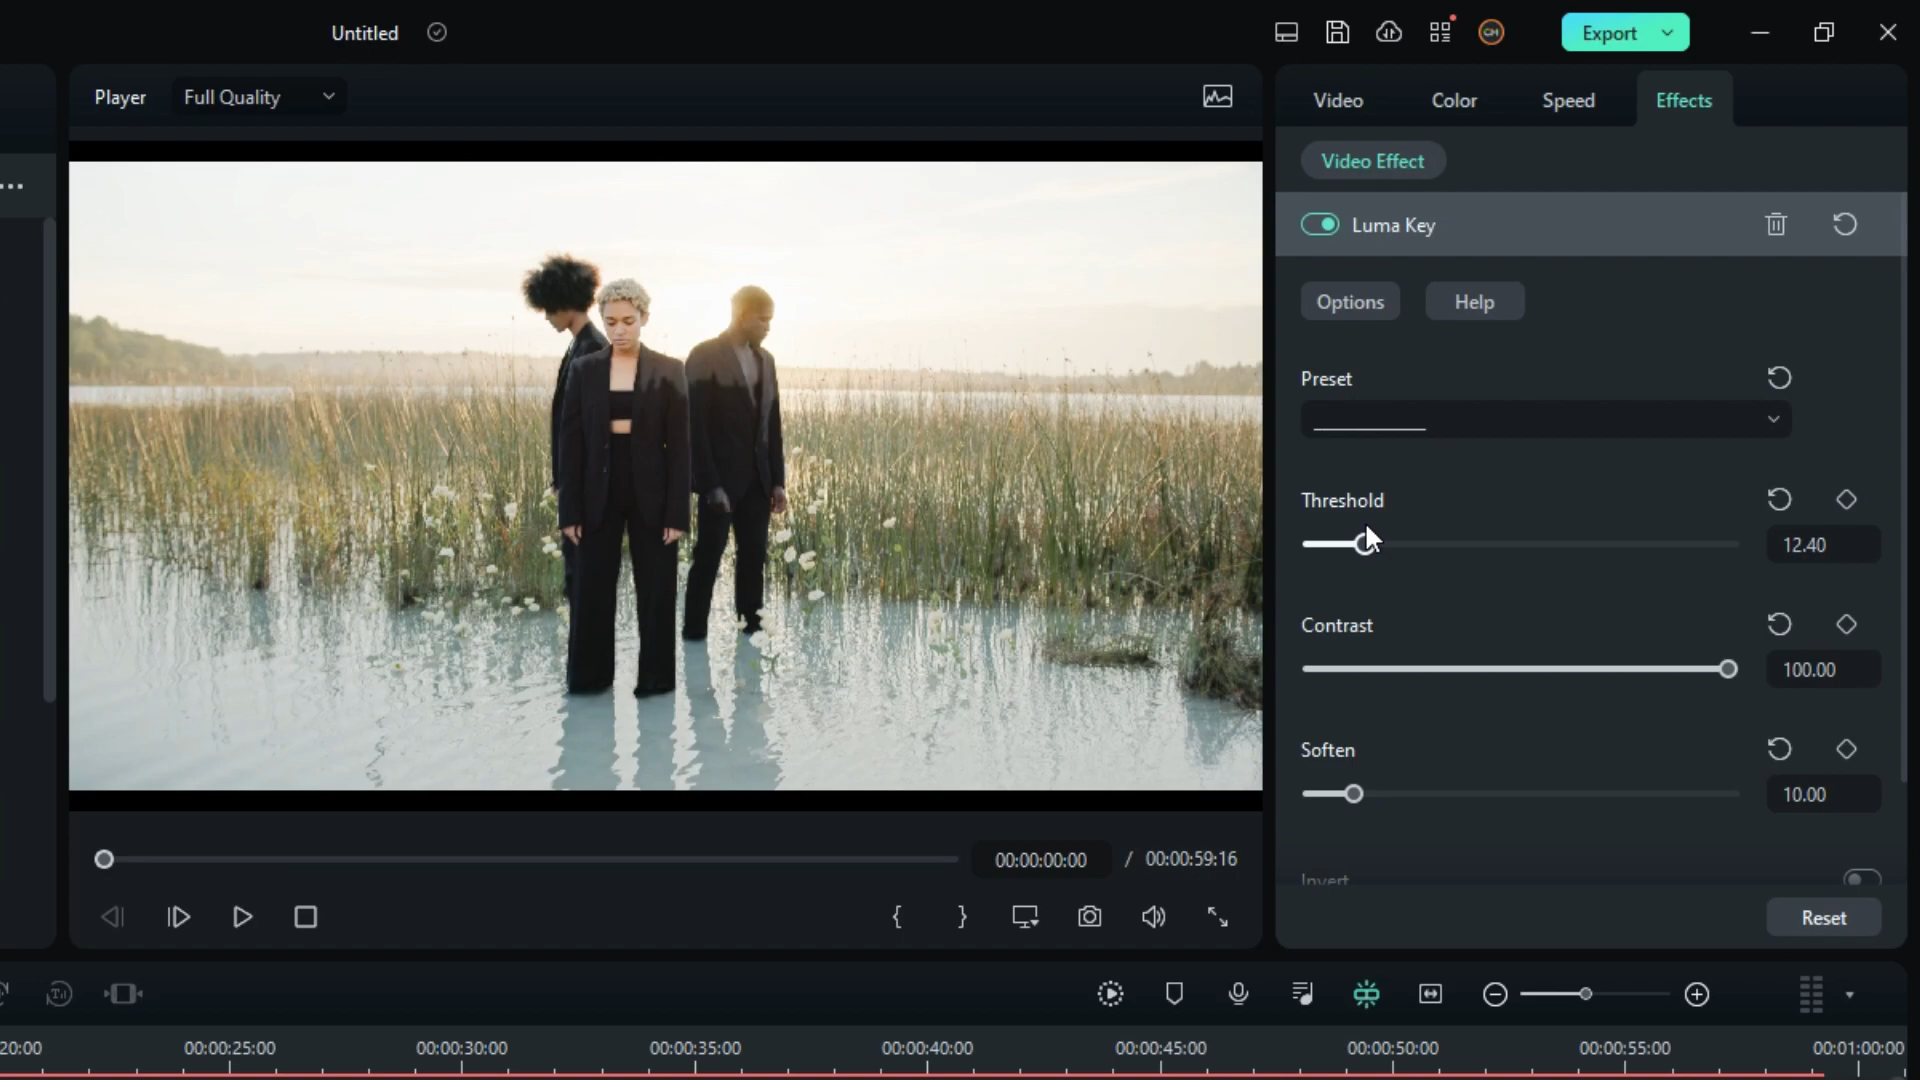 Untitled
GH
Export
Player
Full Quality
Video
Color
Speed
Effects
Video Effect
Luma Key
Options
Help
Preset
Threshold
12.40
Contrast
100.00
Soften
10.00
Invert
00:00:00:00 / 00:00:59:16
Reset
20:00
00:00:25:00
00:00:30:00
00:00:35:00
00:00:40:00
00:00:45:00
00:00:50:00
00:00:55:00
00:01:00:00